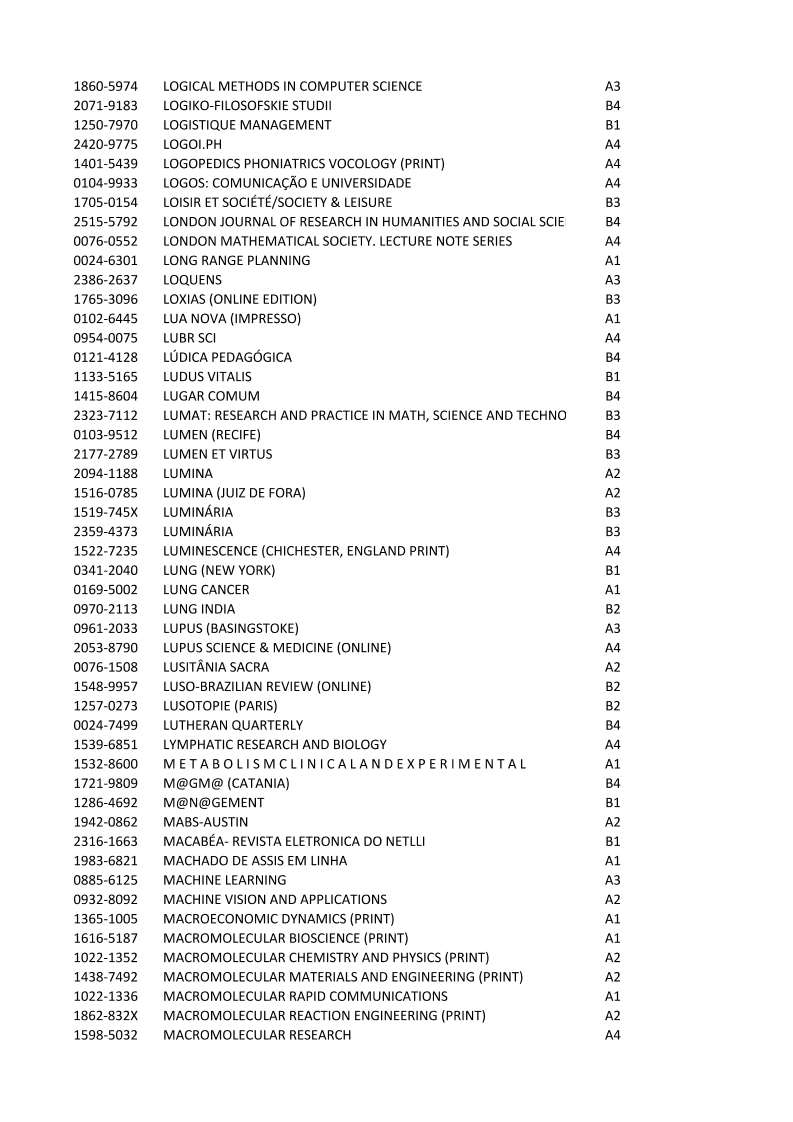 1860-5974 LOGICAL METHODS IN COMPUTER SCIENCE A3
2071-9183 LOGIKO-FILOSOFSKIE STUDII B4
1250-7970 LOGISTIQUE MANAGEMENT B1
2420-9775 LOGOI.PH A4
1401-5439 LOGOPEDICS PHONIATRICS VOCOLOGY (PRINT) A4
0104-9933 LOGOS: COMUNICAÇÃO E UNIVERSIDADE A4
1705-0154 LOISIR ET SOCIÉTÉ/SOCIETY & LEISURE B3
2515-5792 LONDON JOURNAL OF RESEARCH IN HUMANITIES AND SOCIAL SCIE B4
0076-0552 LONDON MATHEMATICAL SOCIETY. LECTURE NOTE SERIES A4
0024-6301 LONG RANGE PLANNING A1
2386-2637 LOQUENS A3
1765-3096 LOXIAS (ONLINE EDITION) B3
0102-6445 LUA NOVA (IMPRESSO) A1
0954-0075 LUBR SCI A4
0121-4128 LÚDICA PEDAGÓGICA B4
1133-5165 LUDUS VITALIS B1
1415-8604 LUGAR COMUM B4
2323-7112 LUMAT: RESEARCH AND PRACTICE IN MATH, SCIENCE AND TECHNO B3
0103-9512 LUMEN (RECIFE) B4
2177-2789 LUMEN ET VIRTUS B3
2094-1188 LUMINA A2
1516-0785 LUMINA (JUIZ DE FORA) A2
1519-745X LUMINÁRIA B3
2359-4373 LUMINÁRIA B3
1522-7235 LUMINESCENCE (CHICHESTER, ENGLAND PRINT) A4
0341-2040 LUNG (NEW YORK) B1
0169-5002 LUNG CANCER A1
0970-2113 LUNG INDIA B2
0961-2033 LUPUS (BASINGSTOKE) A3
2053-8790 LUPUS SCIENCE & MEDICINE (ONLINE) A4
0076-1508 LUSITÂNIA SACRA A2
1548-9957 LUSO-BRAZILIAN REVIEW (ONLINE) B2
1257-0273 LUSOTOPIE (PARIS) B2
0024-7499 LUTHERAN QUARTERLY B4
1539-6851 LYMPHATIC RESEARCH AND BIOLOGY A4
1532-8600 M E T A B O L I S M C L I N I C A L A N D E X P E R I M E N T A L A1
1721-9809 M@GM@ (CATANIA) B4
1286-4692 M@N@GEMENT B1
1942-0862 MABS-AUSTIN A2
2316-1663 MACABÉA- REVISTA ELETRONICA DO NETLLI B1
1983-6821 MACHADO DE ASSIS EM LINHA A1
0885-6125 MACHINE LEARNING A3
0932-8092 MACHINE VISION AND APPLICATIONS A2
1365-1005 MACROECONOMIC DYNAMICS (PRINT) A1
1616-5187 MACROMOLECULAR BIOSCIENCE (PRINT) A1
1022-1352 MACROMOLECULAR CHEMISTRY AND PHYSICS (PRINT) A2
1438-7492 MACROMOLECULAR MATERIALS AND ENGINEERING (PRINT) A2
1022-1336 MACROMOLECULAR RAPID COMMUNICATIONS A1
1862-832X MACROMOLECULAR REACTION ENGINEERING (PRINT) A2
1598-5032 MACROMOLECULAR RESEARCH A4